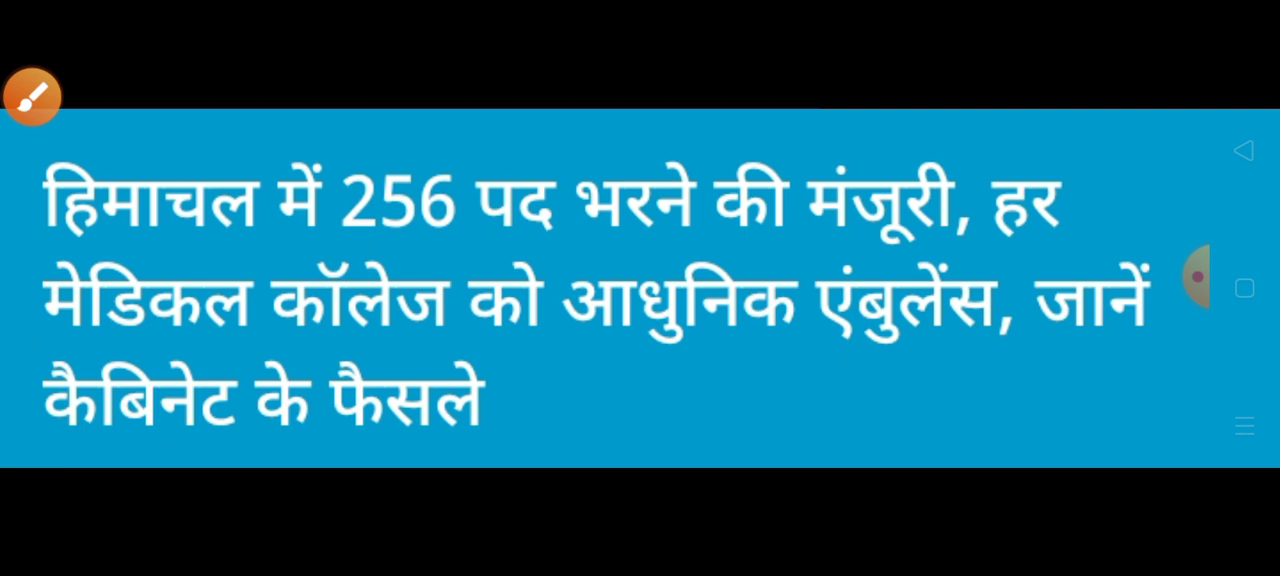 हिमाचल में 256 पद भरने की मंजूरी, हर
मेडिकल कॉलेज को आधुनिक एंबुलेंस, जानें
कैबिनेट के फैसले